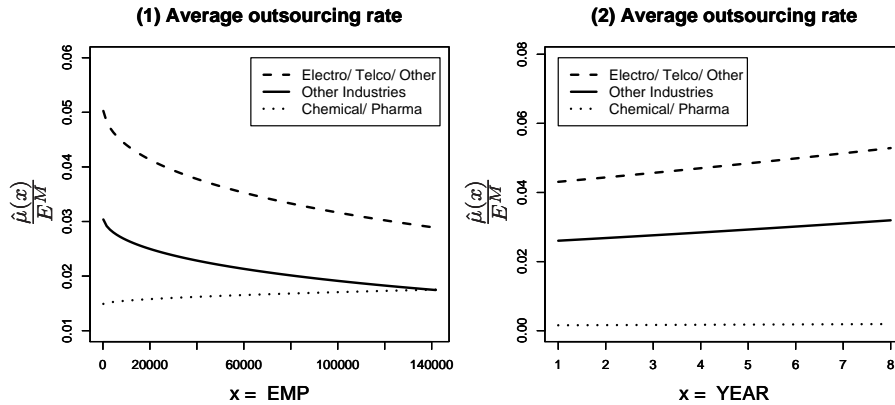 (1) Average outsourcing rate
0.06
0.05
0.04
0.03
0.02
0.01
μ̂(x)
E^M
Electro/ Telco/ Other
Other Industries
Chemical/ Pharma
0 20000 60000 100000 140000
x = EMP
(2) Average outsourcing rate
0.08
0.06
0.04
0.02
0.00
μ̂(x)
E^M
Electro/ Telco/ Other
Other Industries
Chemical/ Pharma
1 2 3 4 5 6 7 8
x = YEAR